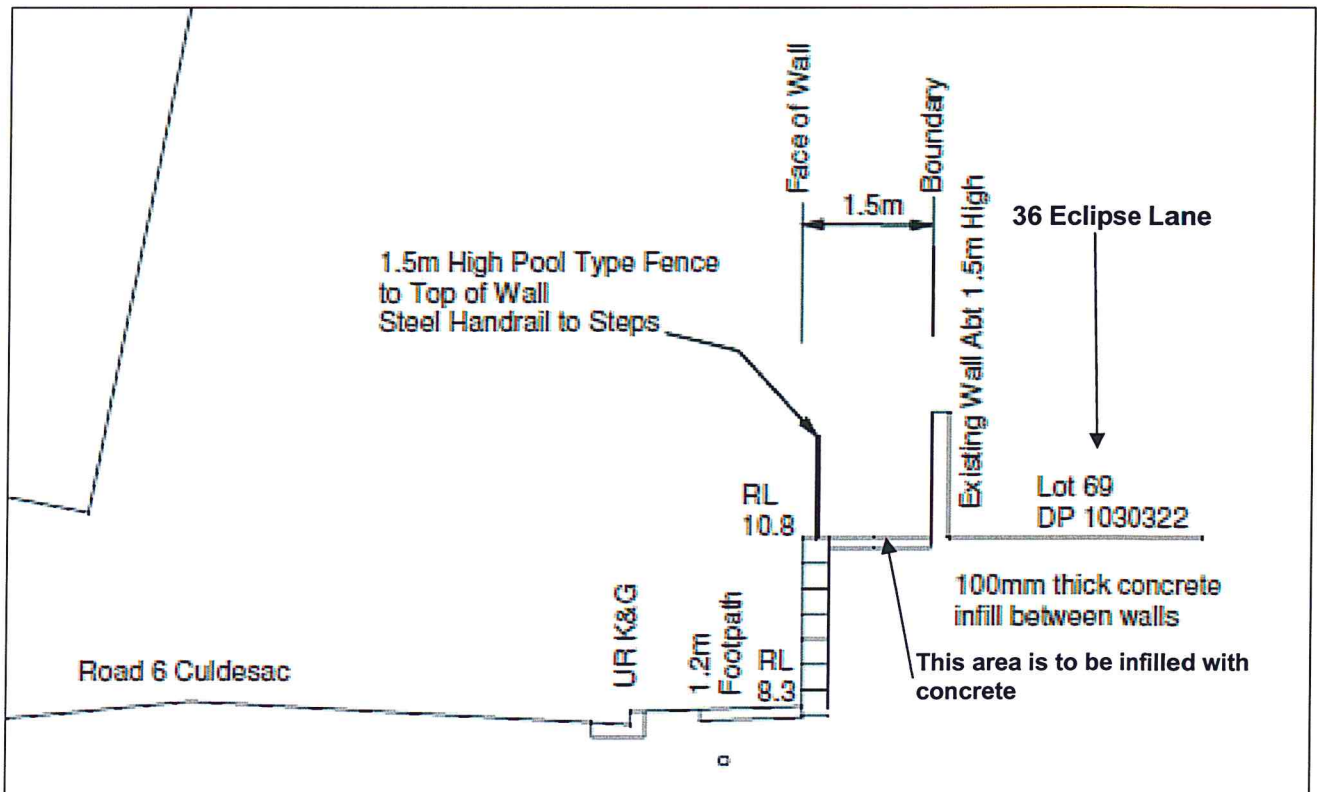 Face of Wall
Boundary
1.5m
Existing Wall Abt 1.5m High
36 Eclipse Lane
1.5m High Pool Type Fence
to Top of Wall
Steel Handrail to Steps
RL
10.8
Lot 69
DP 1030322
100mm thick concrete
infill between walls
UR K&G
1.2m
Footpath
RL
8.3
This area is to be infilled with
concrete
Road 6 Culdesac